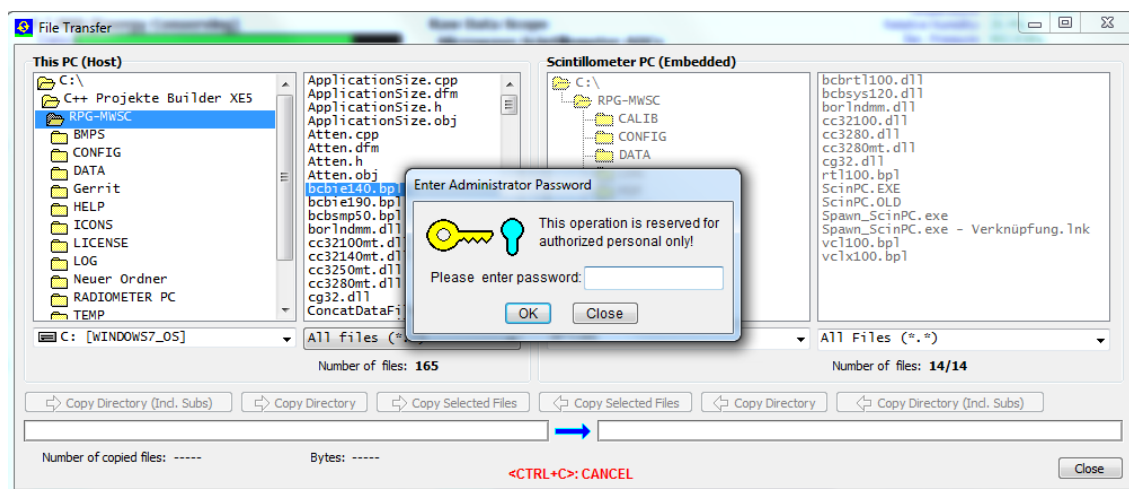 File Transfer
This PC (Host)
C:\
C++ Projekte Builder XE5
RPG-MWSC
BMPS
CONFIG
DATA
Gerrit
HELP
ICONS
LICENSE
LOG
Neuer Ordner
RADIOMETER PC
TEMP
ApplicationSize.cpp
ApplicationSize.dfm
ApplicationSize.h
ApplicationSize.obj
Atten.cpp
Atten.dfm
Atten.h
Atten.obj
bcbie140.bpl
bcbie190.bpl
bcbsmp50.bpl
borlndmm.dll
cc32100mt.dll
cc32140mt.dll
cc3250mt.dll
cc3280mt.dll
cg32.dll
ConcatDataFi
C: [WINDOWS7_OS]
All files (*.
Number of files: 165
Scintillometer PC (Embedded)
C:\
RPG-MWSC
CALIB
CONFIG
DATA
bcbrtl100.dll
bcbsys120.dll
borlndmm.dll
cc32100.dll
cc3280.dll
cc3280mt.dll
cg32.dll
rtl100.bpl
ScinPC.EXE
ScinPC.OLD
Spawn_ScinPC.exe
Spawn_ScinPC.exe - Verknüpfung.lnk
vcl100.bpl
vclx100.bpl
All Files (*.*)
Number of files: 14/14
Enter Administrator Password
This operation is reserved for
authorized personal only!
Please enter password:
OK Close
Copy Directory (Incl. Subs) Copy Directory Copy Selected Files Copy Selected Files Copy Directory Copy Directory (Incl. Subs)
Number of copied files: ----- Bytes: -----
<CTRL+C>: CANCEL
Close